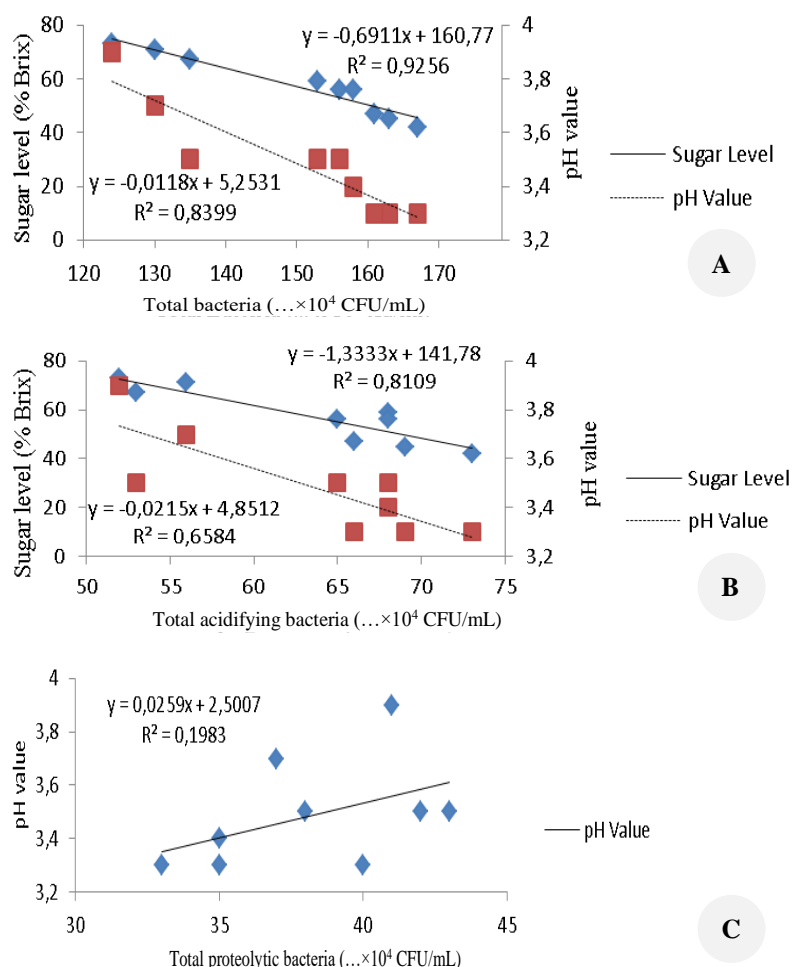 80
60
40
20
0
Sugar level (% Brix)
y = -0,6911x + 160,77
R² = 0,9256
y = -0,0118x + 5,2531
R² = 0,8399
4
3,8
3,6
3,4
3,2
pH value
120 130 140 150 160 170
Total bacteria (…×10⁴ CFU/mL)
Sugar Level
pH Value
A
80
60
40
20
0
Sugar level (% Brix)
y = -1,3333x + 141,78
R² = 0,8109
y = -0,0215x + 4,8512
R² = 0,6584
4
3,8
3,6
3,4
3,2
pH value
50 55 60 65 70 75
Total acidifying bacteria (…×10⁴ CFU/mL)
Sugar Level
pH Value
B
4
3,8
3,6
3,4
3,2
pH value
y = 0,0259x + 2,5007
R² = 0,1983
30 35 40 45
Total proteolytic bacteria (…×10⁴ CFU/mL)
pH Value
C